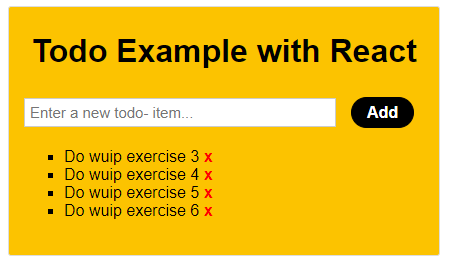 Todo Example with React
Enter a new todo- item... Add
Do wuip exercise 3 x
Do wuip exercise 4 x
Do wuip exercise 5 x
Do wuip exercise 6 x